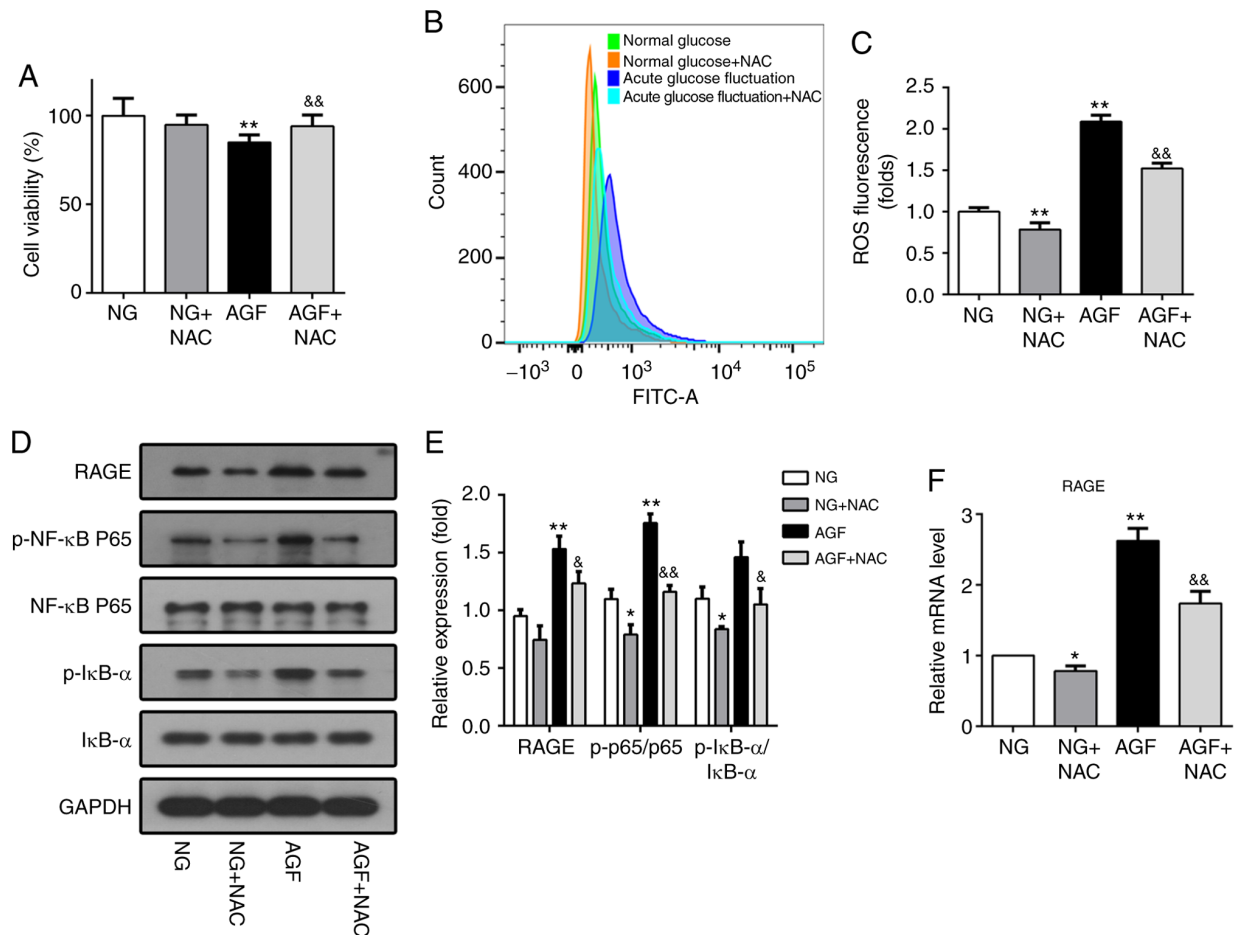 A
Cell viability (%)
100
50
0
&&
**
NG
NG+
NAC
AGF
AGF+
NAC
B
Count
600
400
200
0
Normal glucose
Normal glucose+NAC
Acute glucose fluctuation
Acute glucose fluctuation+NAC
−10³ 0 10³ 10⁴ 10⁵
FITC-A
C
ROS fluorescence
(folds)
2.5
2.0
1.5
1.0
0.5
0.0
**
**
&&
NG
NG+
NAC
AGF
AGF+
NAC
D
RAGE
p-NF-κB P65
NF-κB P65
p-IκB-α
IκB-α
GAPDH
NG
NG+NAC
AGF
AGF+NAC
E
Relative expression (fold)
2.0
1.5
1.0
0.5
0.0
**
&
*
**
&&
*
&
NG
NG+NAC
AGF
AGF+NAC
RAGE
p-p65/p65
p-IκB-α/
IκB-α
F
RAGE
Relative mRNA level
3
2
1
0
*
**
&&
NG
NG+
NAC
AGF
AGF+
NAC